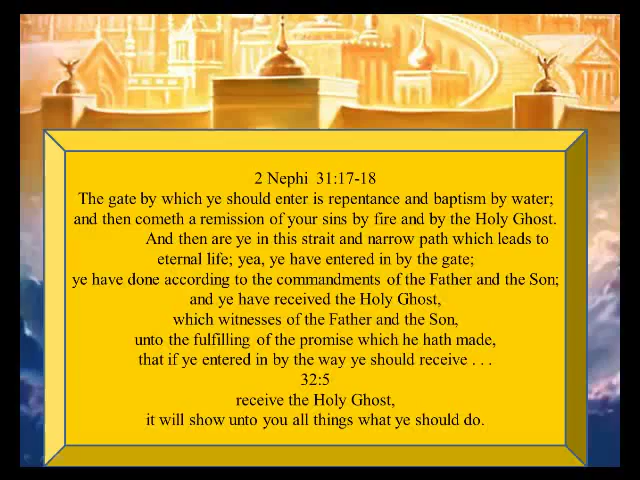 2 Nephi 31:17-18
The gate by which ye should enter is repentance and baptism by water;
and then cometh a remission of your sins by fire and by the Holy Ghost.
And then are ye in this strait and narrow path which leads to
eternal life; yea, ye have entered in by the gate;
ye have done according to the commandments of the Father and the Son;
and ye have received the Holy Ghost,
which witnesses of the Father and the Son,
unto the fulfilling of the promise which he hath made,
that if ye entered in by the way ye should receive . . .
32:5
receive the Holy Ghost,
it will show unto you all things what ye should do.